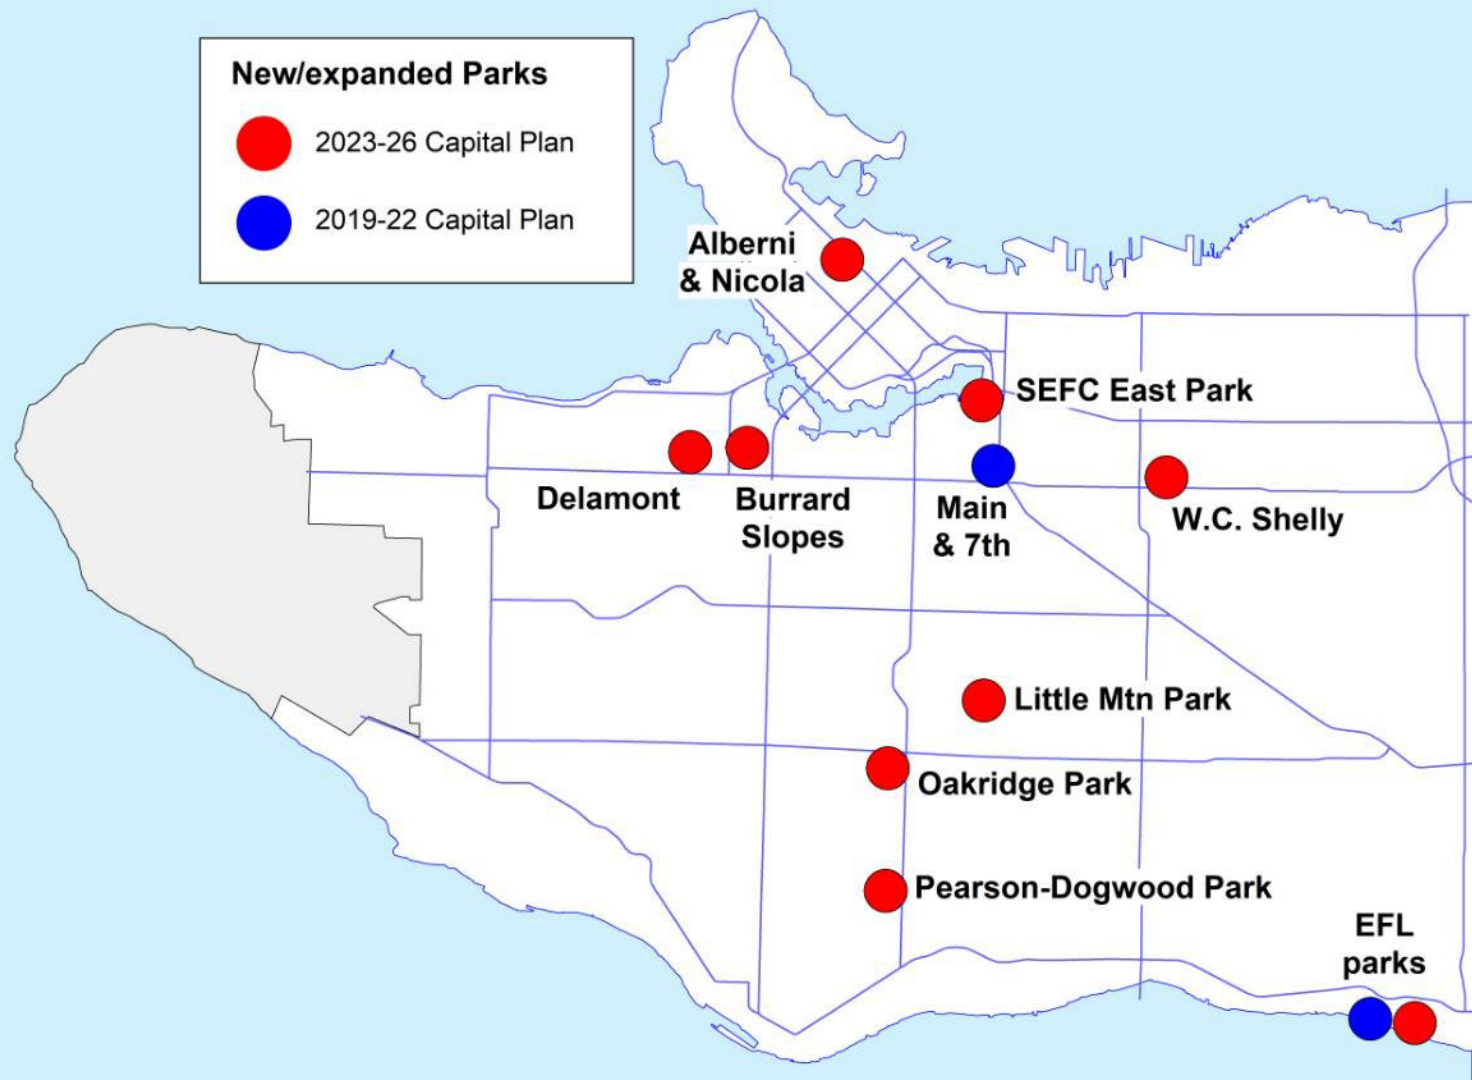 New/expanded Parks
2023-26 Capital Plan
2019-22 Capital Plan
Alberni
& Nicola
SEFC East Park
Delamont
Burrard
Slopes
Main
& 7th
W.C. Shelly
Little Mtn Park
Oakridge Park
Pearson-Dogwood Park
EFL
parks